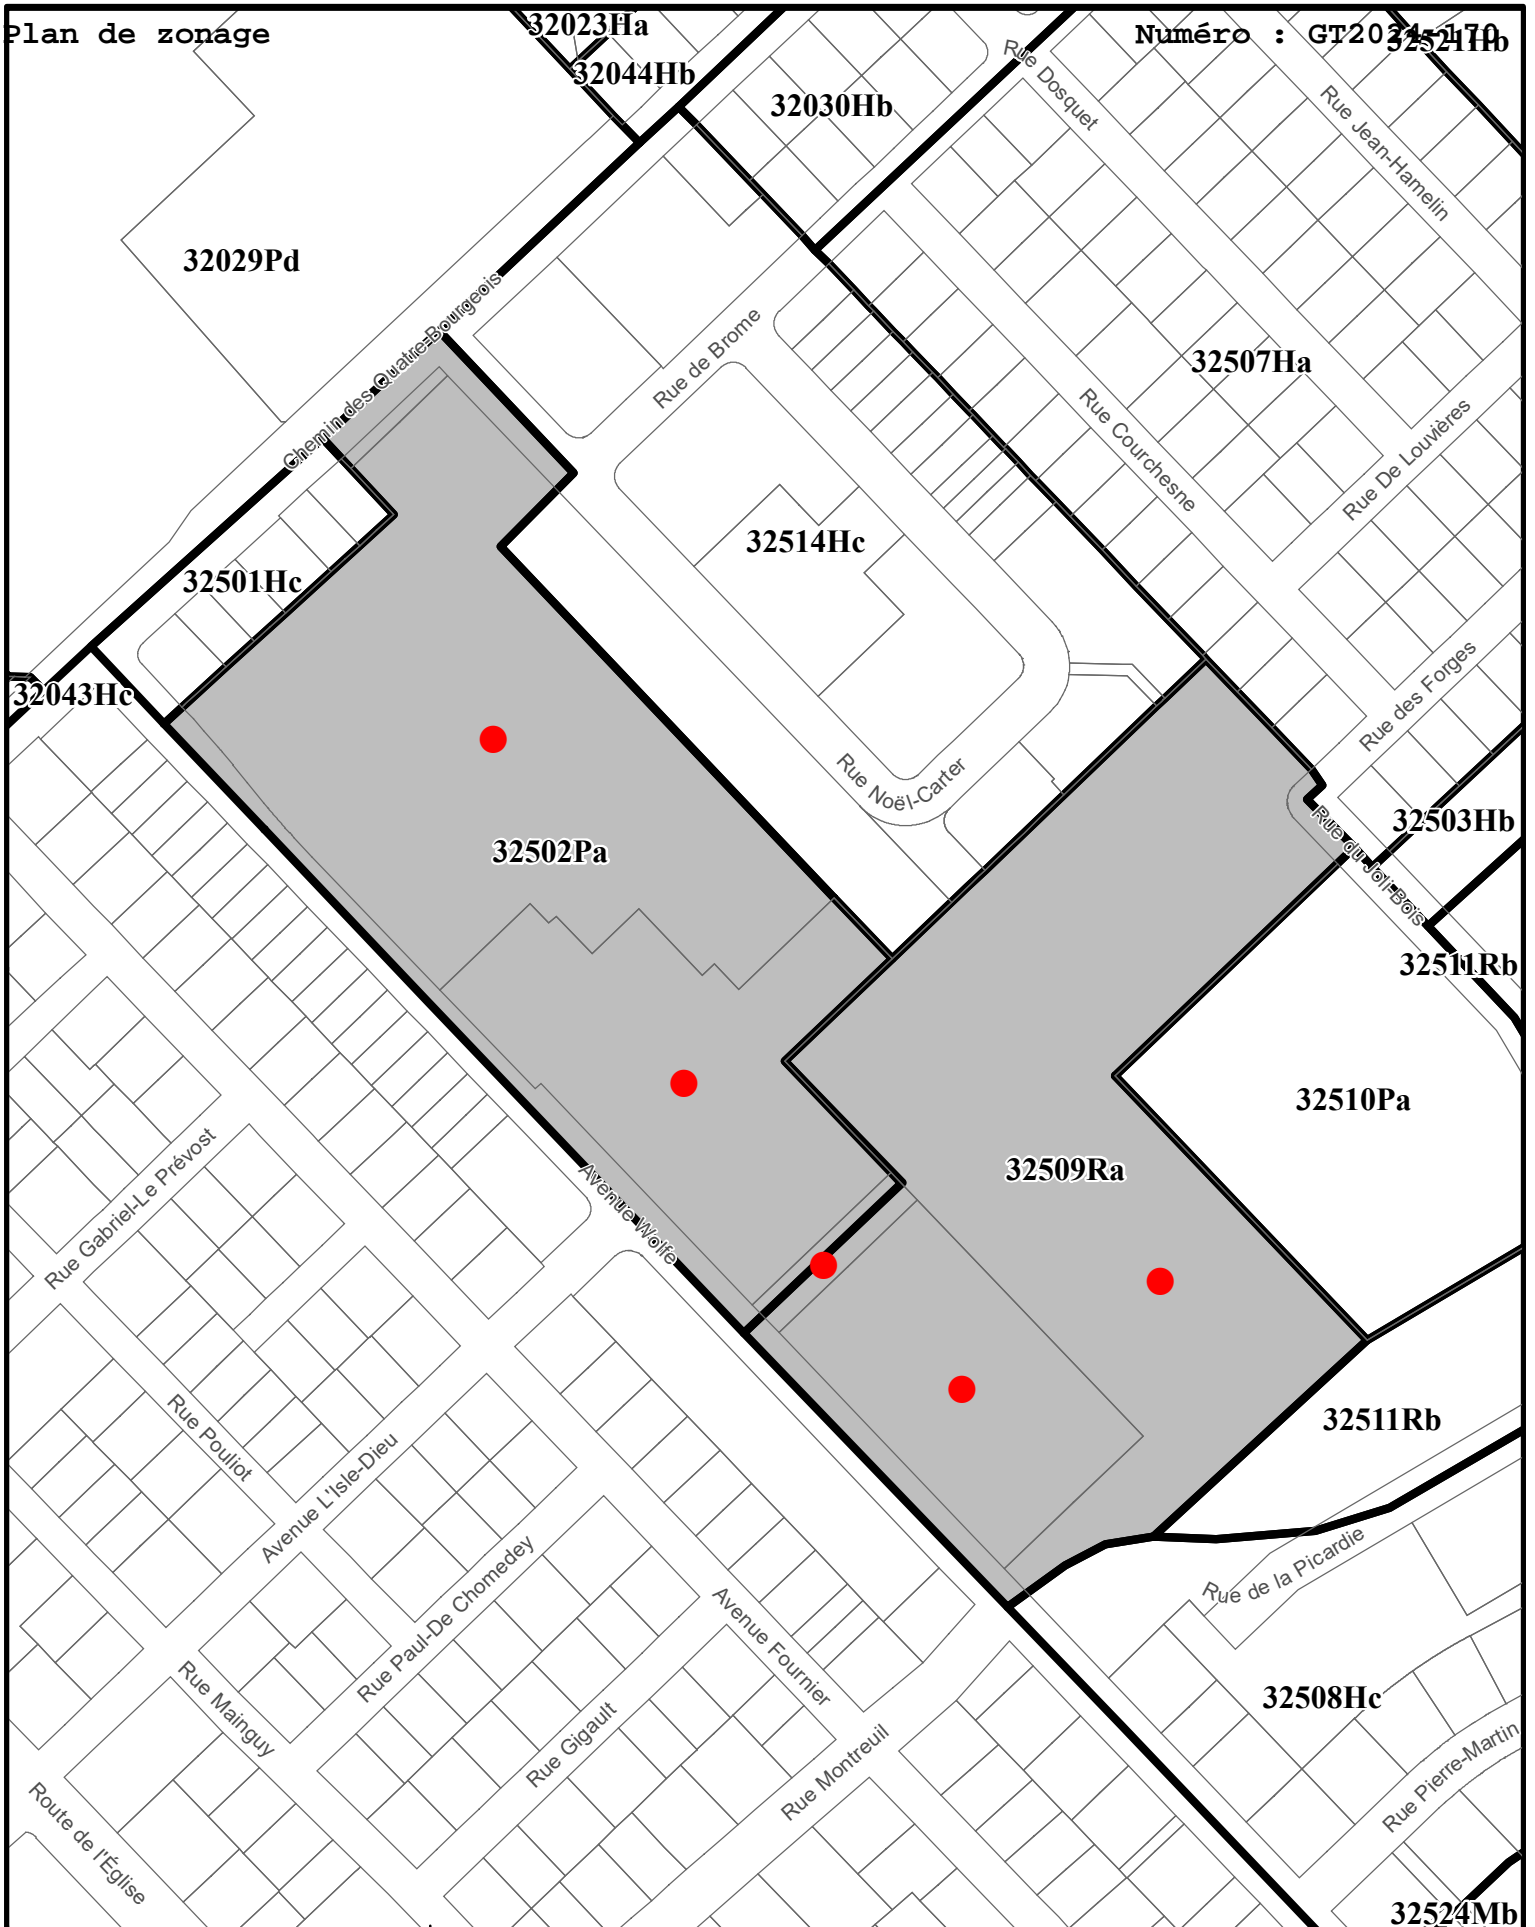 Plan de zonage
Numéro : GT2024-170
32023Ha
32521Hb
32044Hb
32030Hb
Rue Dosquet
Rue Jean-Hamelin
32029Pd
Chemin des Quatre-Bourgeois
Rue de Brome
32507Ha
Rue Courchesne
Rue De Louvières
32514Hc
32501Hc
32043Hc
Rue des Forges
Rue Noël-Carter
32503Hb
Rue du Joli-Bois
32502Pa
32511Rb
32510Pa
32509Ra
Rue Gabriel-Le Prévost
Avenue Wolfe
32511Rb
Rue Pouliot
Avenue L'Isle-Dieu
Rue de la Picardie
Rue Paul-De Chomedey
Avenue Fournier
Rue Mainguy
32508Hc
Rue Gigault
Rue Montreuil
Rue Pierre-Martin
Route de l'Église
32524Mb